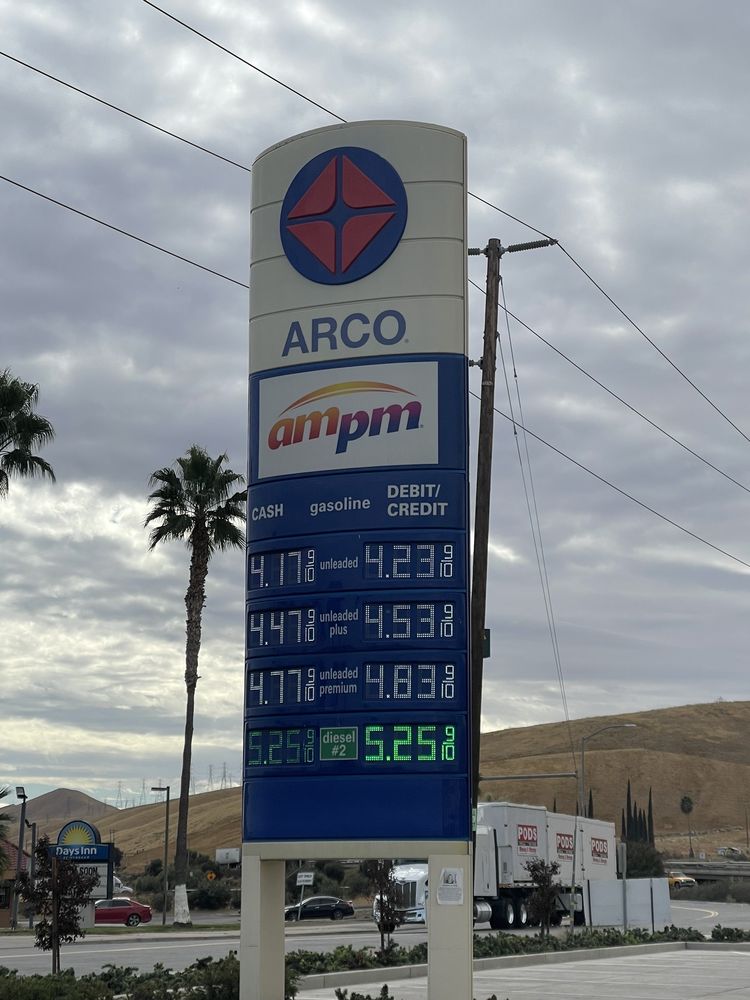 ARCO
ampm
CASH gasoline DEBIT/
CREDIT
4.17 9/10 unleaded 4.23 9/10
4.47 9/10 unleaded plus 4.53 9/10
4.77 9/10 unleaded premium 4.83 9/10
5.25 9/10 diesel #2 5.25 9/10
Days Inn
SOON
PODS
PODS
PODS